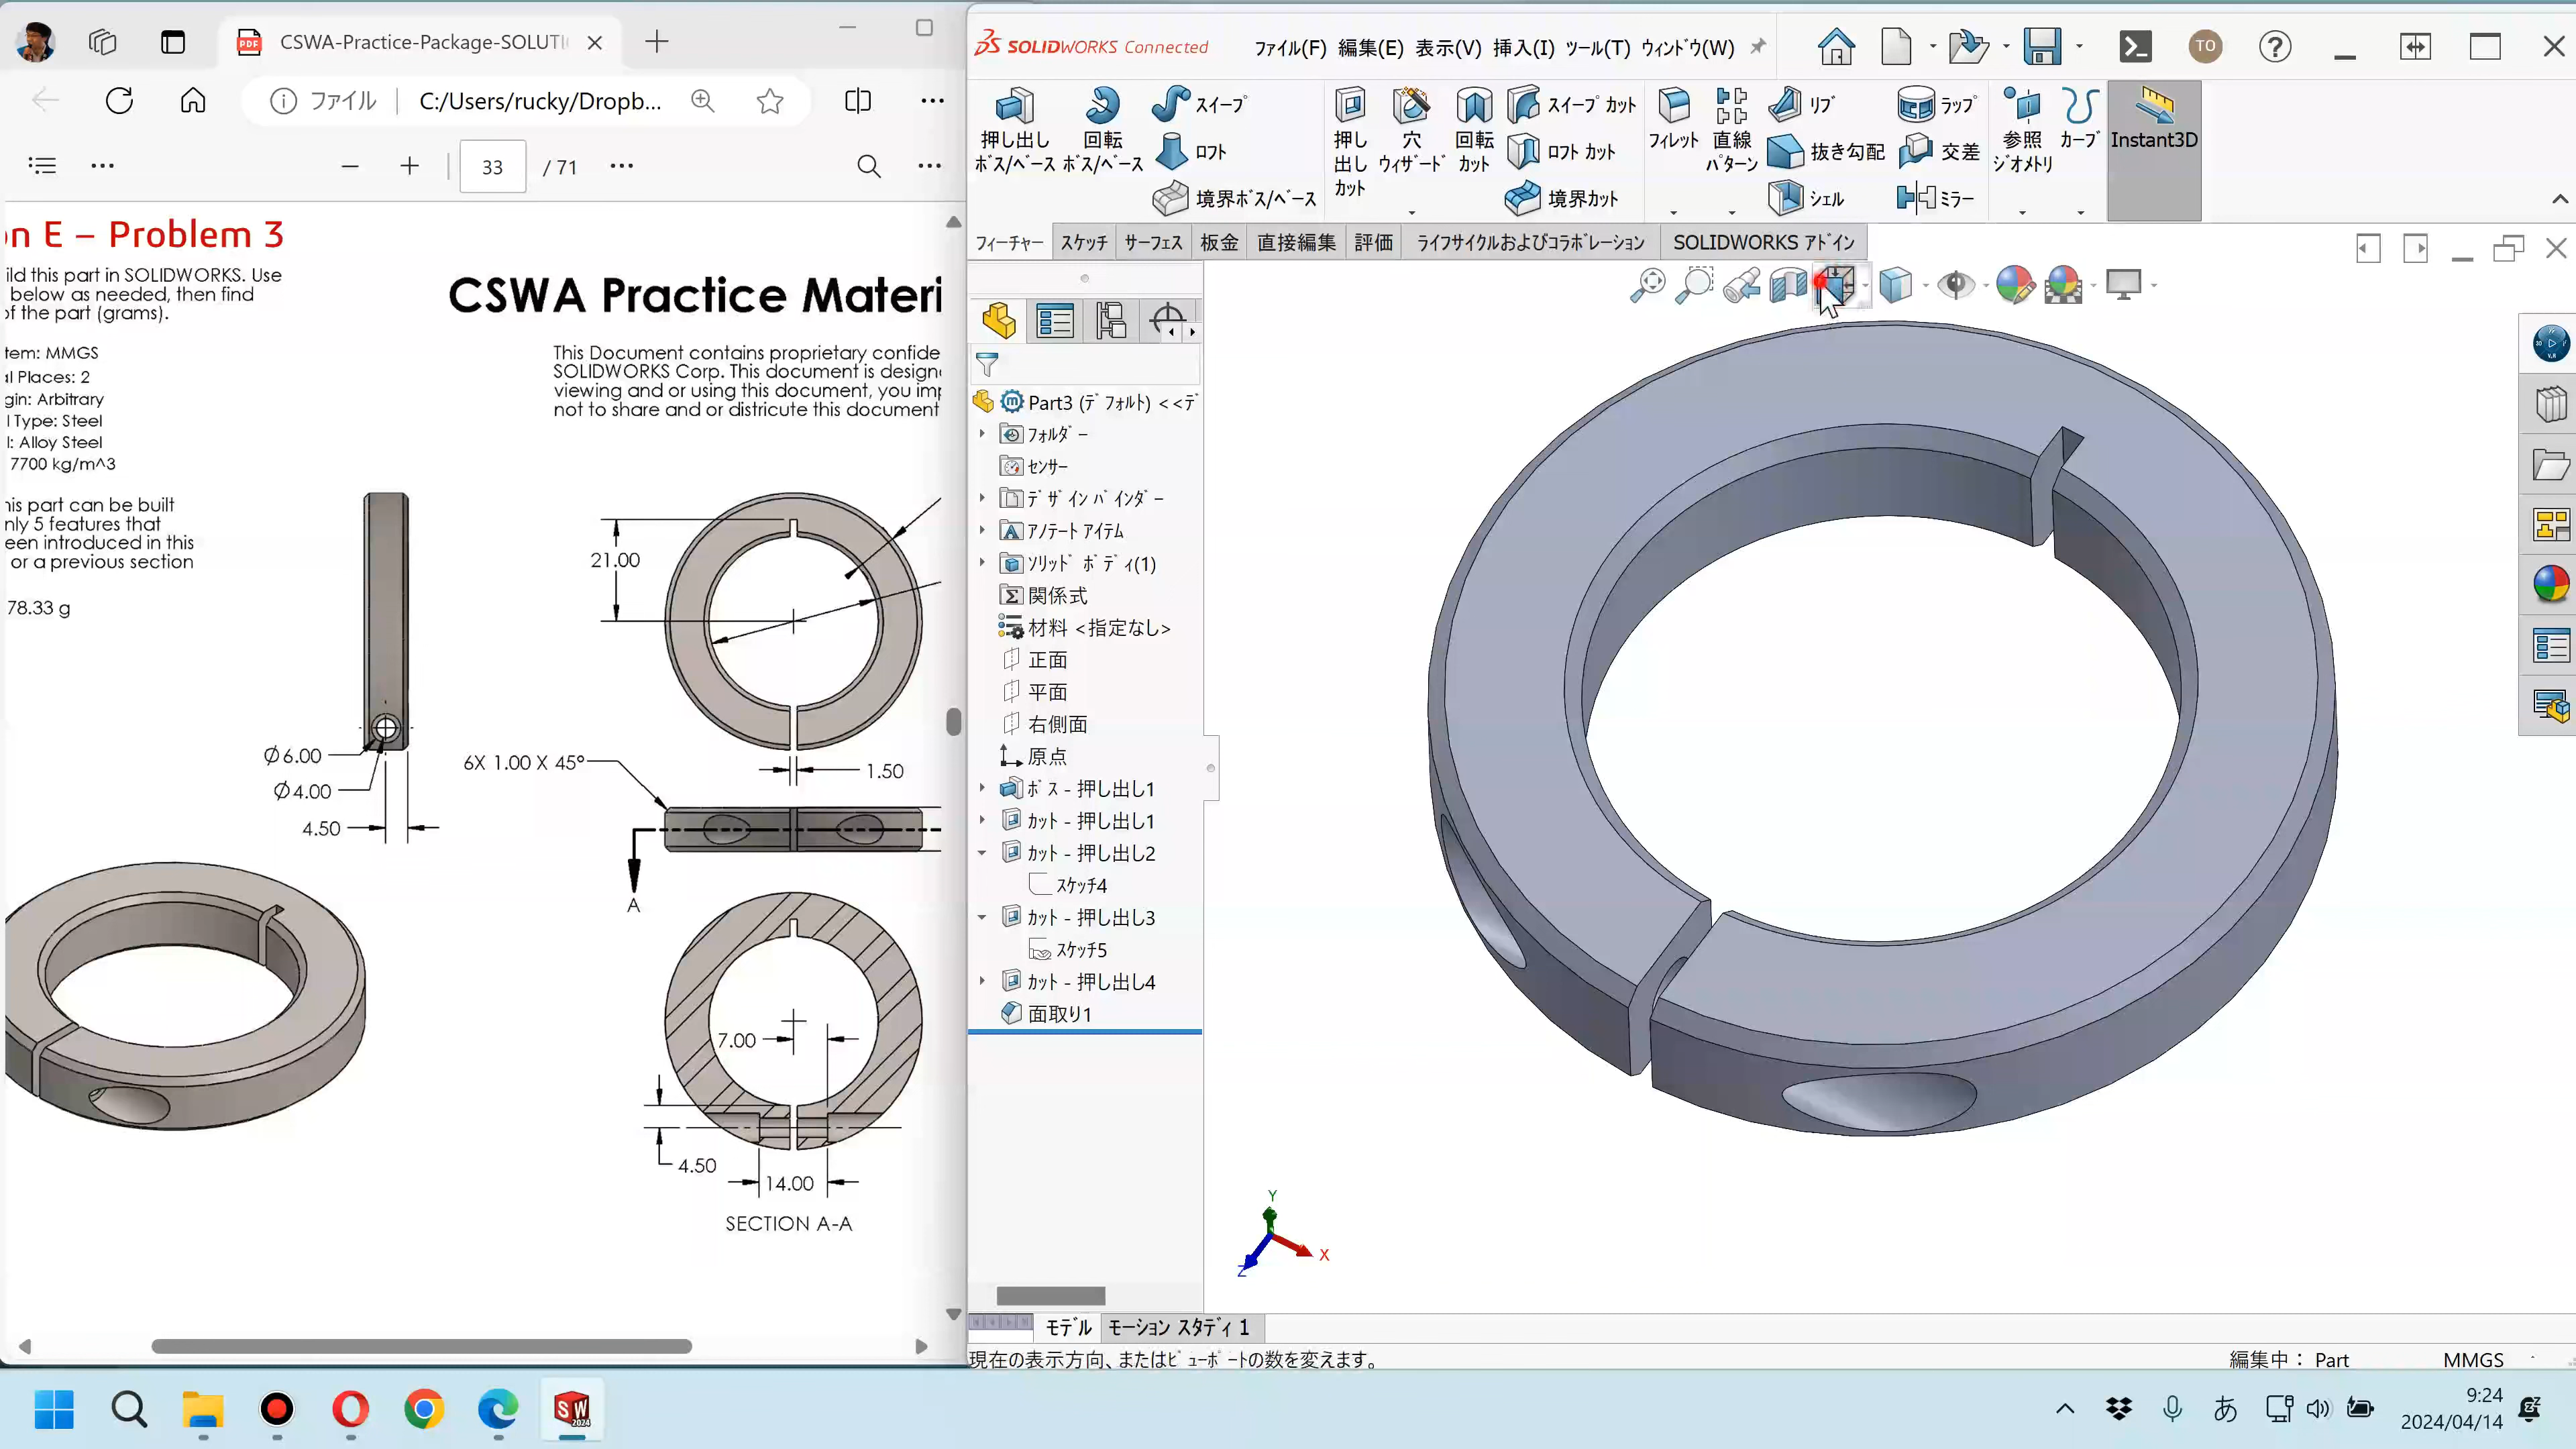 CSWA-Practice-Package-SOLUTI
ファイル
C:/Users/rucky/Dropb...
33
/ 71
on E – Problem 3
ild this part in SOLIDWORKS. Use
below as needed, then find
of the part (grams).
tem: MMGS
al Places: 2
gin: Arbitrary
l Type: Steel
l: Alloy Steel
7700 kg/m^3
his part can be built
nly 5 features that
een introduced in this
or a previous section
78.33 g
CSWA Practice Materi
This Document contains proprietary confide
SOLIDWORKS Corp. This document is design
viewing and or using this document, you imp
not to share and or districute this document
21.00
1.50
Ø6.00
Ø4.00
4.50
6X 1.00 X 45°
A
7.00
4.50
14.00
SECTION A-A
SOLIDWORKS Connected
ファイル(F) 編集(E) 表示(V) 挿入(I) ツール(T) ウィンドウ(W)
TO
押し出し
ボス/ベース
回転
ボス/ベース
スイープ
ロフト
境界ボス/ベース
押し
出し
カット
穴
ウィザード
回転
カット
スイープ カット
ロフト カット
境界カット
フィレット
直線
パターン
リブ
抜き勾配
シェル
ラップ
交差
ミラー
参照
ジオメトリ
カーブ
Instant3D
フィーチャー
スケッチ
サーフェス
板金
直接編集
評価
ライフサイクルおよびコラボレーション
SOLIDWORKS アドイン
Part3 (デフォルト) <<デ
フォルダー
センサー
デザイン バインダー
アノテート アイテム
ソリッド ボディ(1)
関係式
材料 <指定なし>
正面
平面
右側面
原点
ボス - 押し出し1
カット - 押し出し1
カット - 押し出し2
スケッチ4
カット - 押し出し3
スケッチ5
カット - 押し出し4
面取り1
Y
X
Z
モデル
モーション スタディ 1
現在の表示方向、またはビューポートの数を変えます。
編集中： Part
MMGS
あ
9:24
2024/04/14